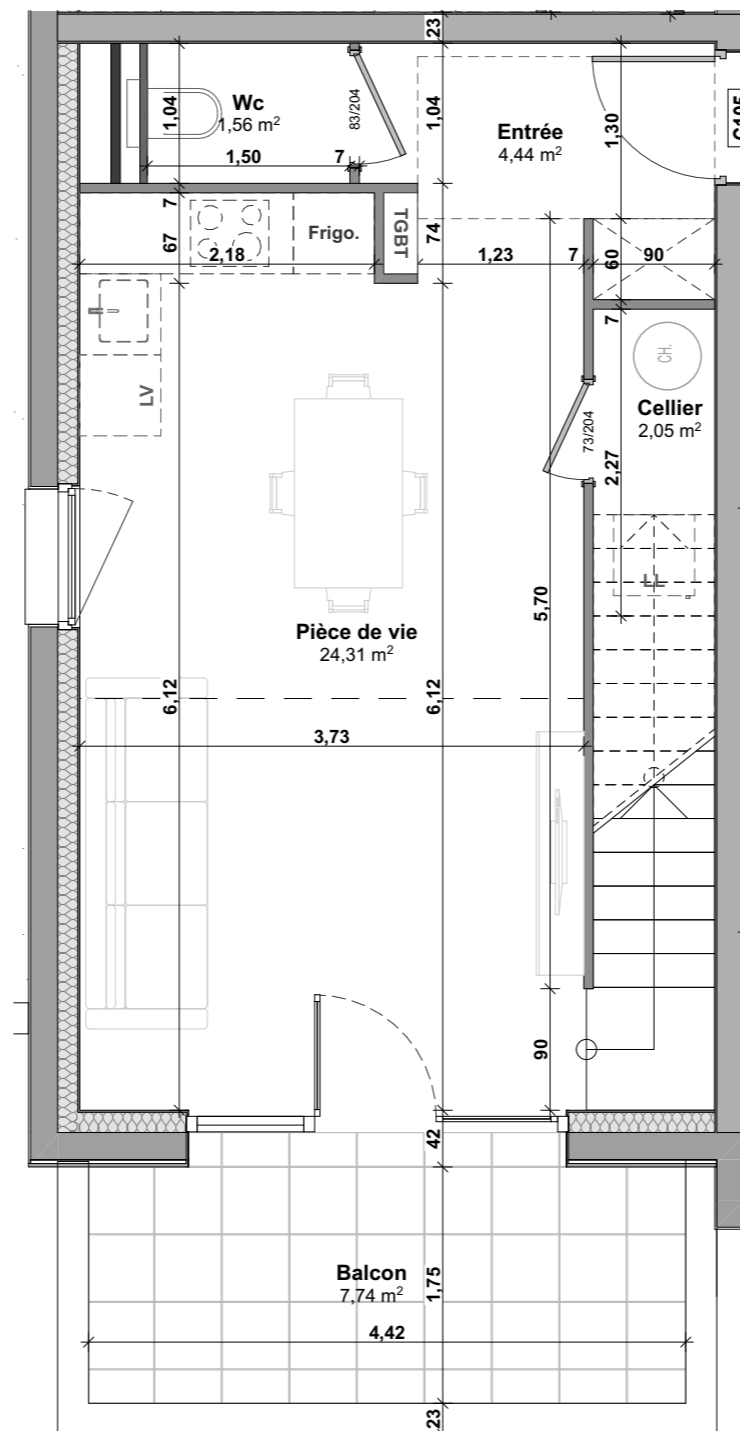 23
Wc
1,56 m²
1,04
83/204
1,04
Entrée
4,44 m²
1,30
C105
1,50
7
7
67
2,18
Frigo.
TGBT
74
1,23
7
60
90
7
LV
CH.
Cellier
2,05 m²
73/204
2,27
LL
5,70
Pièce de vie
24,31 m²
6,12
6,12
3,73
90
42
Balcon
7,74 m²
1,75
4,42
23